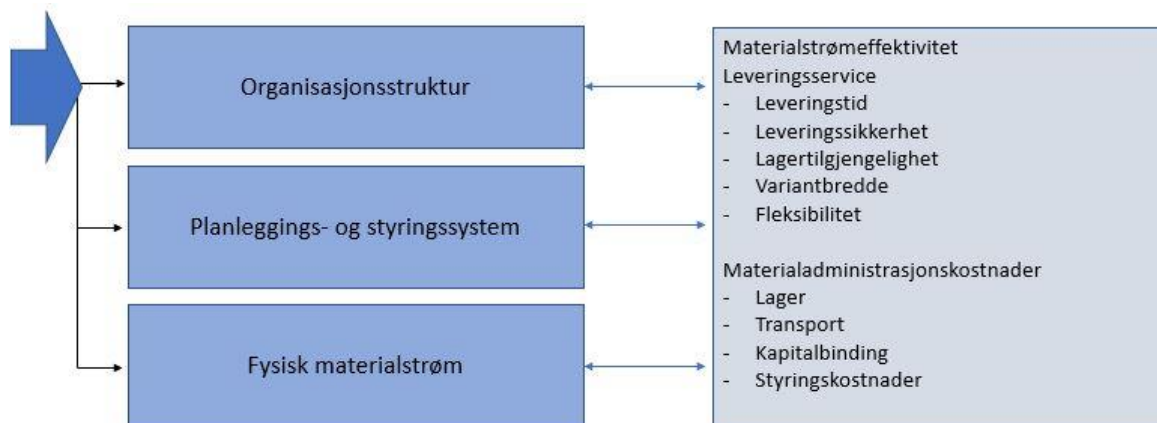 Organisasjonsstruktur
Planleggings- og styringssystem
Fysisk materialstrøm
Materialstrømeffektivitet
Leveringsservice
- Leveringstid
- Leveringssikkerhet
- Lagertilgjengelighet
- Variantbredde
- Fleksibilitet
Materialadministrasjonskostnader
- Lager
- Transport
- Kapitalbinding
- Styringskostnader